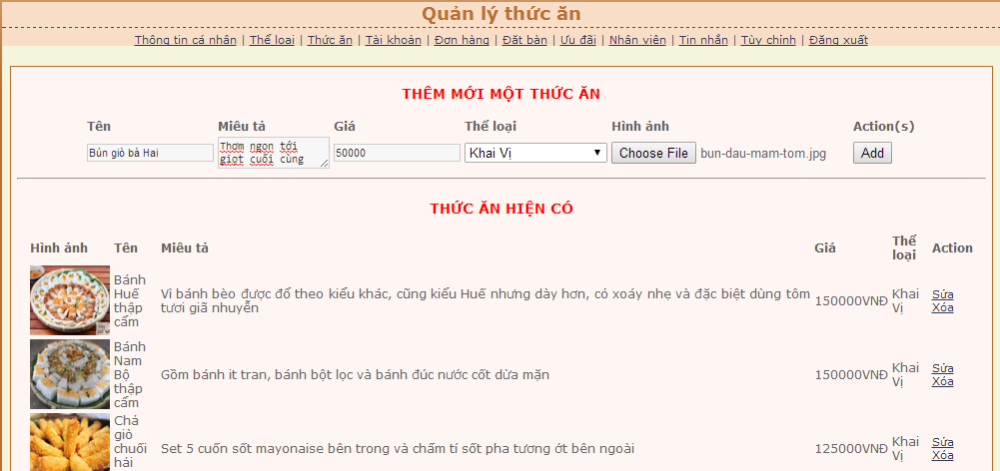 Quản lý thức ăn
Thông tin cá nhân | Thể loại | Thức ăn | Tài khoản | Đơn hàng | Đặt bàn | Ưu đãi | Nhân viên | Tin nhắn | Tùy chỉnh | Đăng xuất
THÊM MỚI MỘT THỨC ĂN
Tên Miêu tả Giá Thể loại Hình ảnh Action(s)
Bún giò bà Hai
Thơm ngon tới
giọt cuối cùng
50000
Khai Vị
Choose File bun-dau-mam-tom.jpg
Add
THỨC ĂN HIỆN CÓ
Hình ảnh Tên Miêu tả Giá Thể loại Action
Bánh
Huế
thập
cẩm
Vì bánh bèo được đổ theo kiểu khác, cũng kiểu Huế nhưng dày hơn, có xoáy nhẹ và đặc biệt dùng tôm
tươi giã nhuyễn
150000VNĐ
Khai
Vị
Sửa
Xóa
Bánh
Nam
Bộ
thập
cẩm
Gồm bánh it tran, bánh bột lọc và bánh đúc nước cốt dừa mặn
150000VNĐ
Khai
Vị
Sửa
Xóa
Chả
giò
chuối
hải
Set 5 cuốn sốt mayonaise bên trong và chấm tí sốt pha tương ớt bên ngoài
125000VNĐ
Khai
Vị
Sửa
Xóa